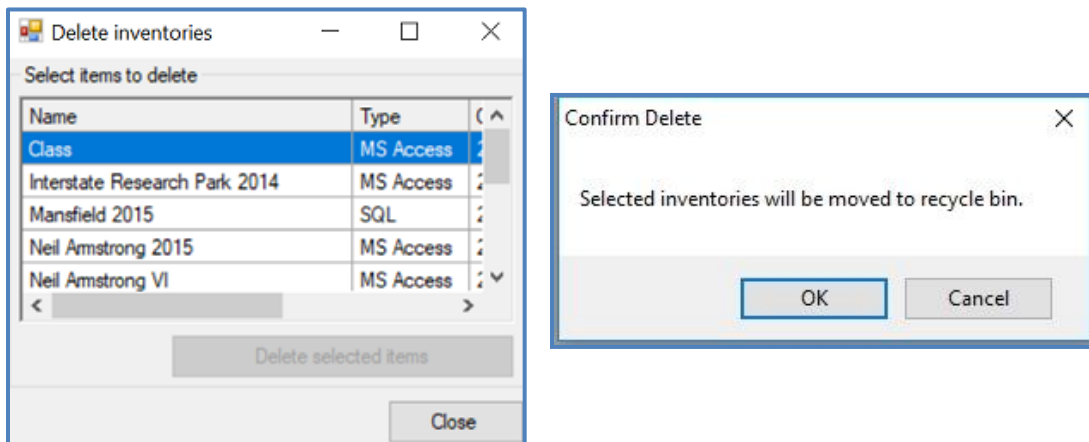 Delete inventories
Select items to delete
Name Type
Class MS Access
Interstate Research Park 2014 MS Access
Mansfield 2015 SQL
Neil Armstrong 2015 MS Access
Neil Armstrong VI MS Access
Delete selected items
Close
Confirm Delete
Selected inventories will be moved to recycle bin.
OK Cancel